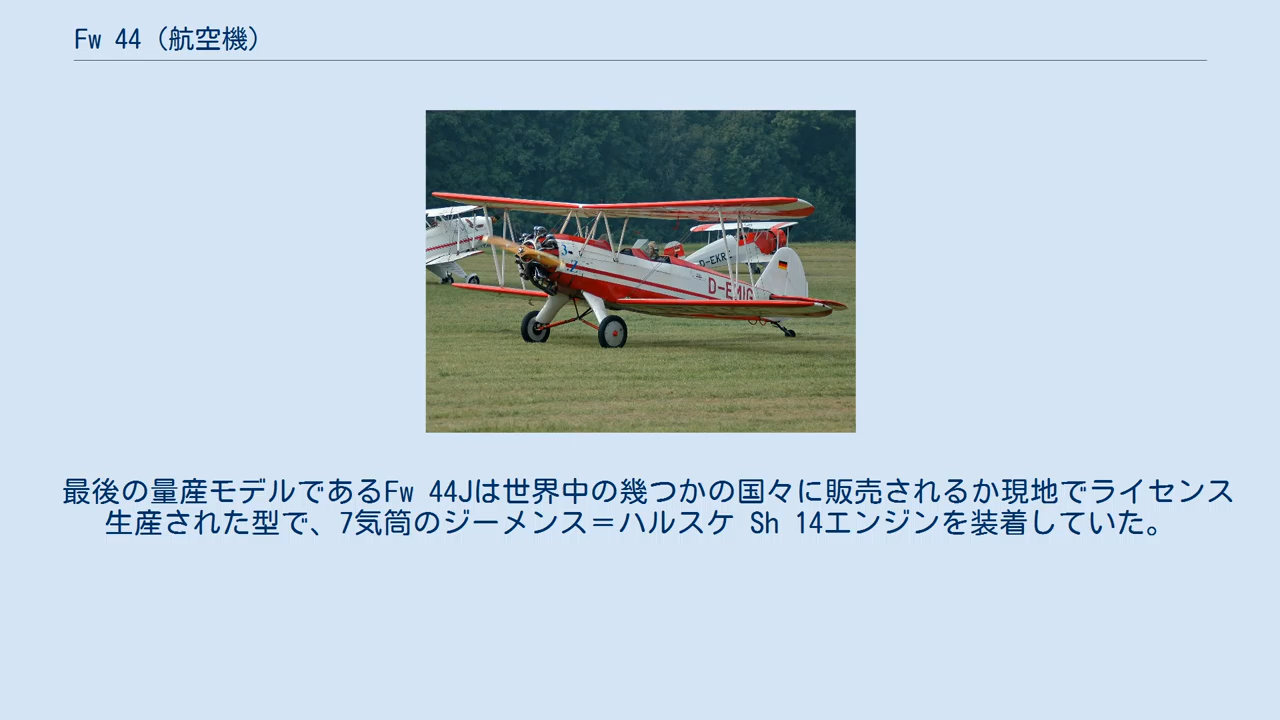 Fw 44（航空機）
D-EKR
D-EMIG
最後の量産モデルであるFw 44Jは世界中の幾つかの国々に販売されるか現地でライセンス
生産された型で、7気筒のジーメンス＝ハルスケ Sh 14エンジンを装着していた。